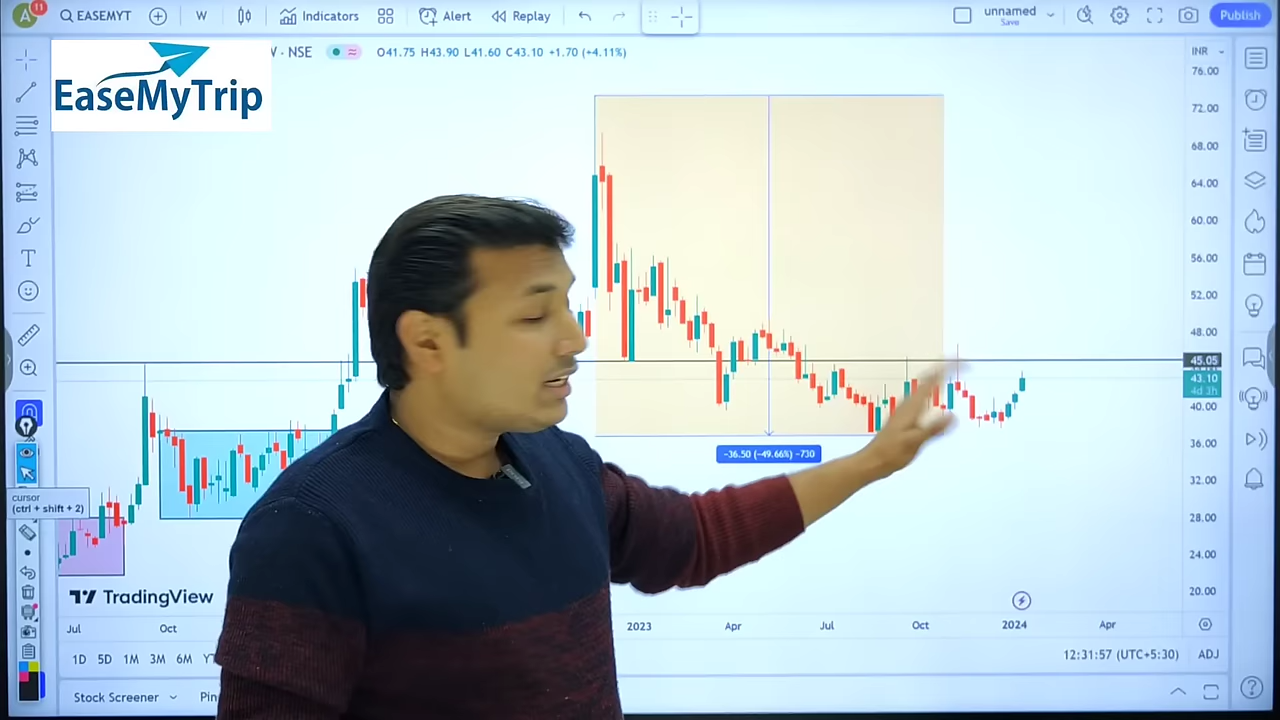 A 11 EASEMYT W Indicators Alert Replay unnamed Save Publish
EaseMyTrip
W · NSE O41.75 H43.90 L41.60 C43.10 +1.70 (+4.11%)
INR
76.00
72.00
68.00
64.00
60.00
56.00
52.00
48.00
45.05
43.10
4d 3h
40.00
36.00
32.00
28.00
24.00
20.00
−36.50 (−49.66%) −730
cursor
(ctrl + shift + 2)
TradingView
Jul Oct 2023 Apr Jul Oct 2024 Apr
1D 5D 1M 3M 6M 12:31:57 (UTC+5:30) ADJ
Stock Screener